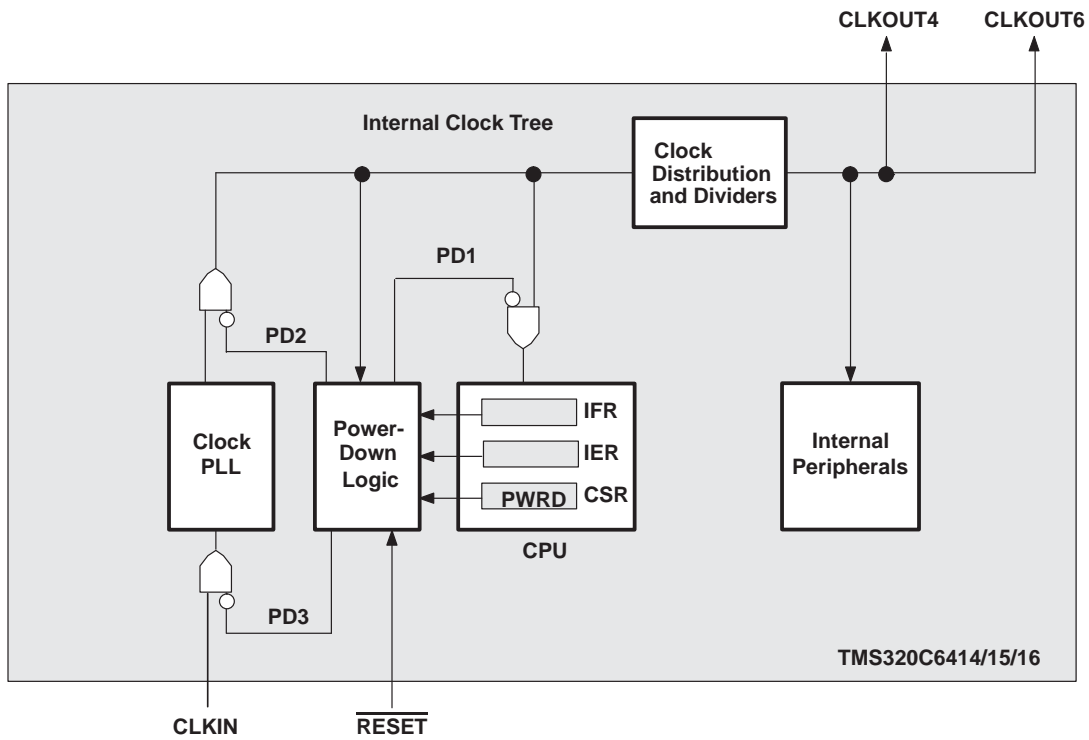 CLKOUT4 CLKOUT6
Internal Clock Tree
Clock
Distribution
and Dividers
PD1
PD2
Clock
PLL
Power-
Down
Logic
IFR
IER
PWRD CSR
CPU
Internal
Peripherals
PD3
TMS320C6414/15/16
CLKIN
RESET